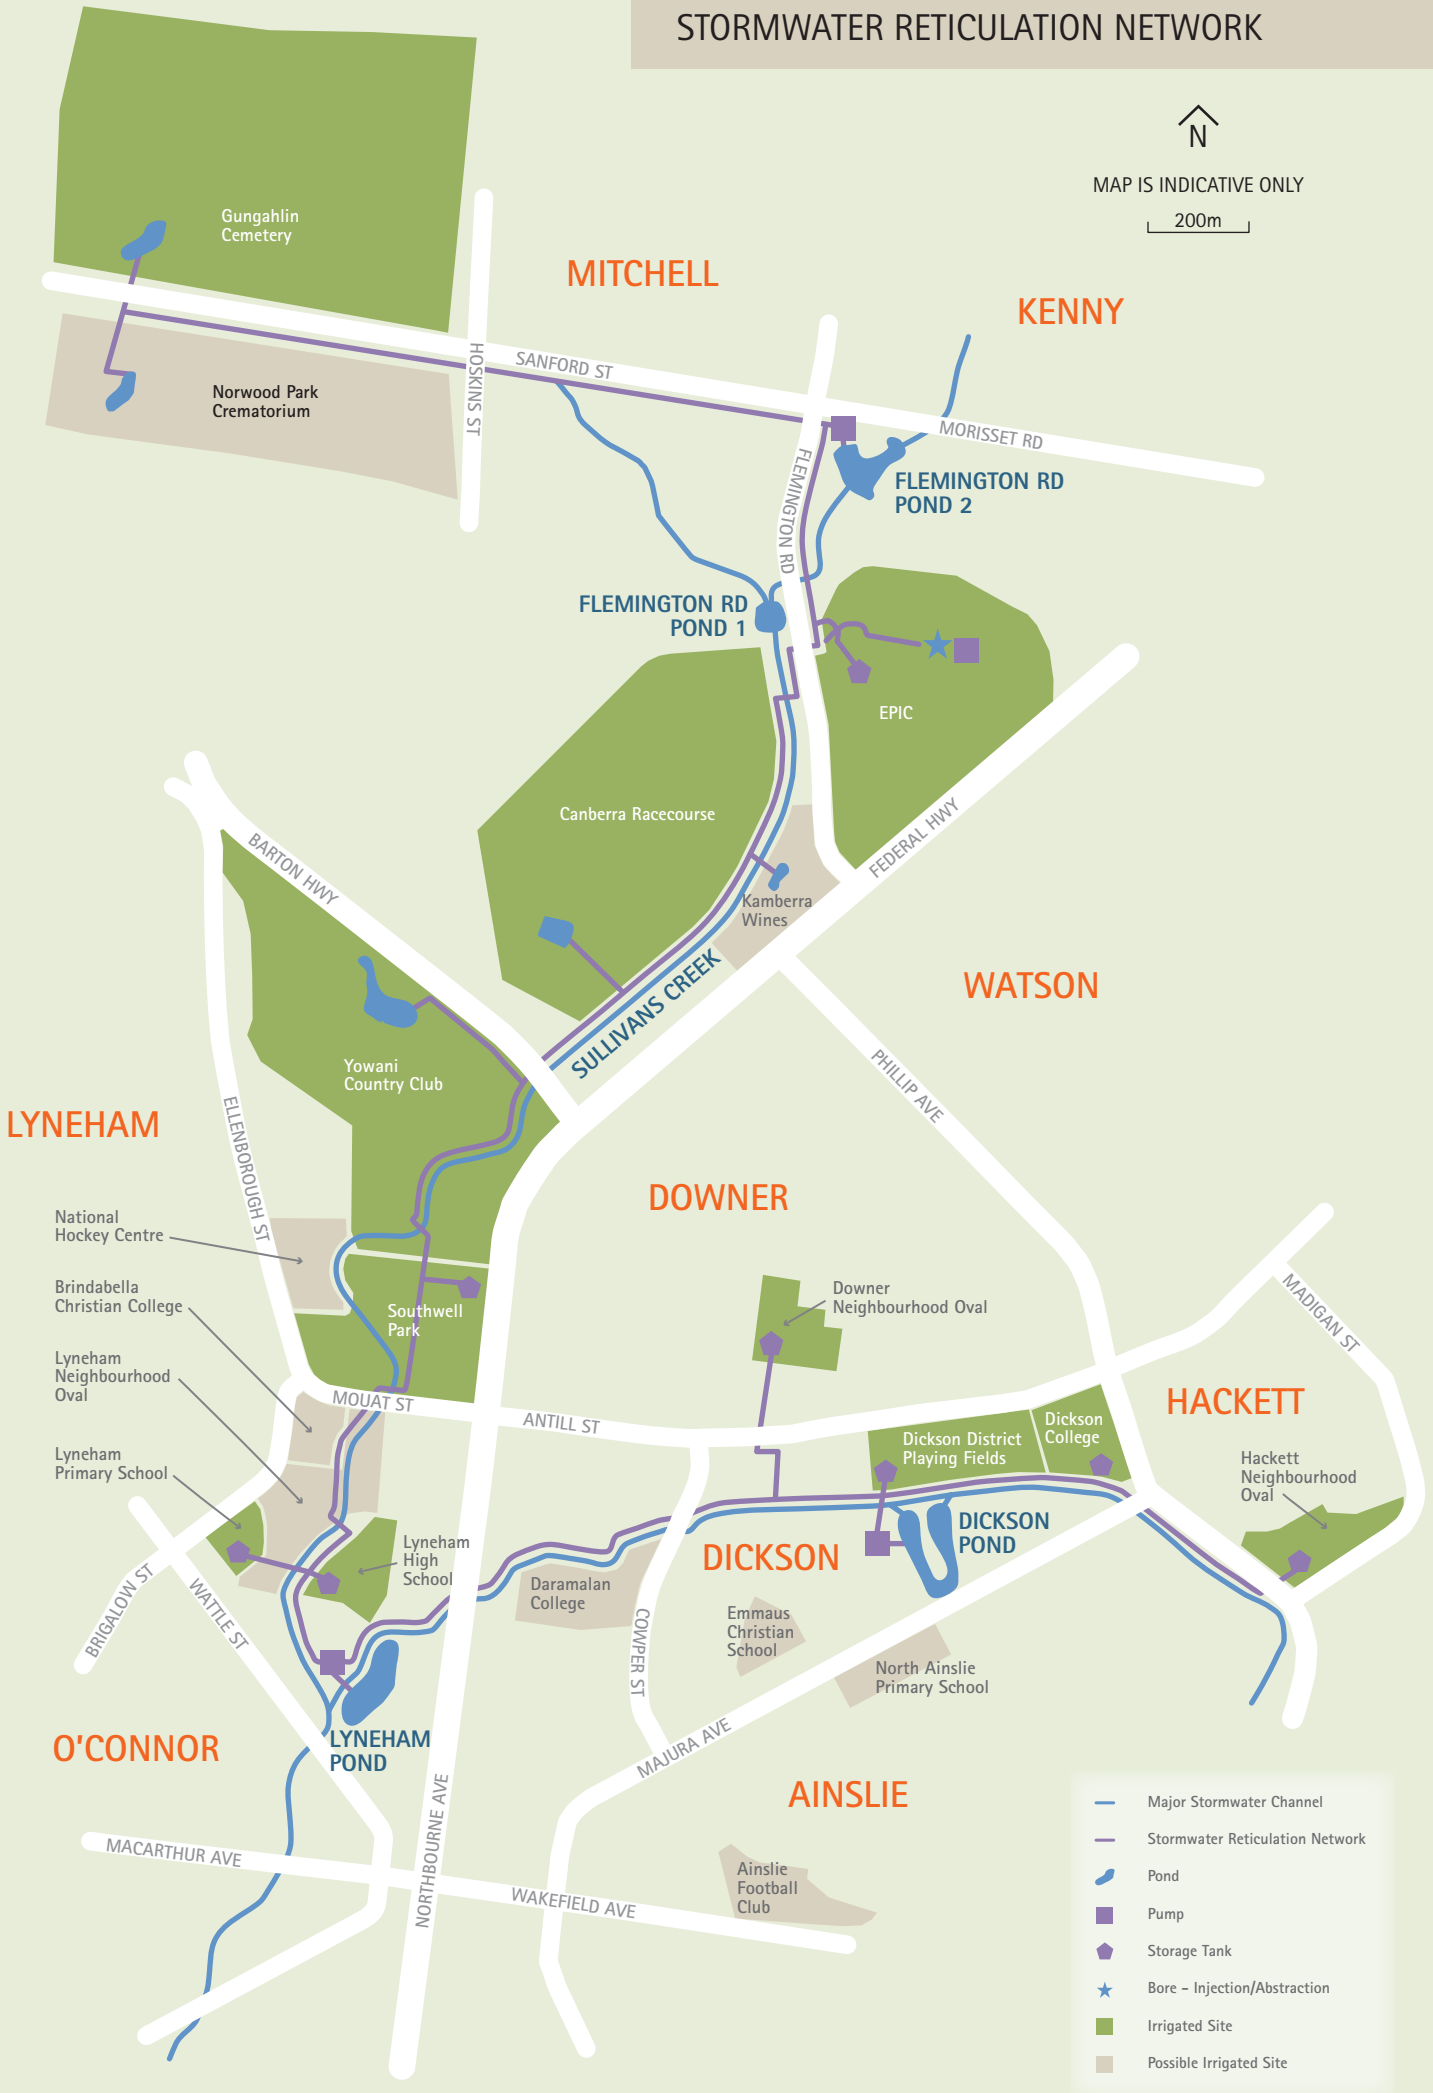 STORMWATER RETICULATION NETWORK
N
MAP IS INDICATIVE ONLY
200m
Gungahlin
Cemetery
MITCHELL
KENNY
SANFORD ST
HOSKINS ST
Norwood Park
Crematorium
MORISSET RD
FLEMINGTON RD
FLEMINGTON RD
POND 2
FLEMINGTON RD
POND 1
EPIC
Canberra Racecourse
FEDERAL HWY
BARTON HWY
Kamberra
Wines
SULLIVANS CREEK
WATSON
Yowani
Country Club
PHILLIP AVE
LYNEHAM
ELLENBOROUGH ST
DOWNER
National
Hockey Centre
Brindabella
Christian College
Southwell
Park
Downer
Neighbourhood Oval
MADIGAN ST
Lyneham
Neighbourhood
Oval
MOUAT ST
ANTILL ST
HACKETT
Dickson District
Playing Fields
Dickson
College
Lyneham
Primary School
Hackett
Neighbourhood
Oval
DICKSON
POND
DICKSON
Lyneham
High
School
Daramalan
College
BRIGALOW ST
WATTLE ST
COWPER ST
Emmaus
Christian
School
North Ainslie
Primary School
O'CONNOR
LYNEHAM
POND
MAJURA AVE
AINSLIE
NORTHBOURNE AVE
MACARTHUR AVE
WAKEFIELD AVE
Ainslie
Football
Club
Major Stormwater Channel
Stormwater Reticulation Network
Pond
Pump
Storage Tank
Bore - Injection/Abstraction
Irrigated Site
Possible Irrigated Site